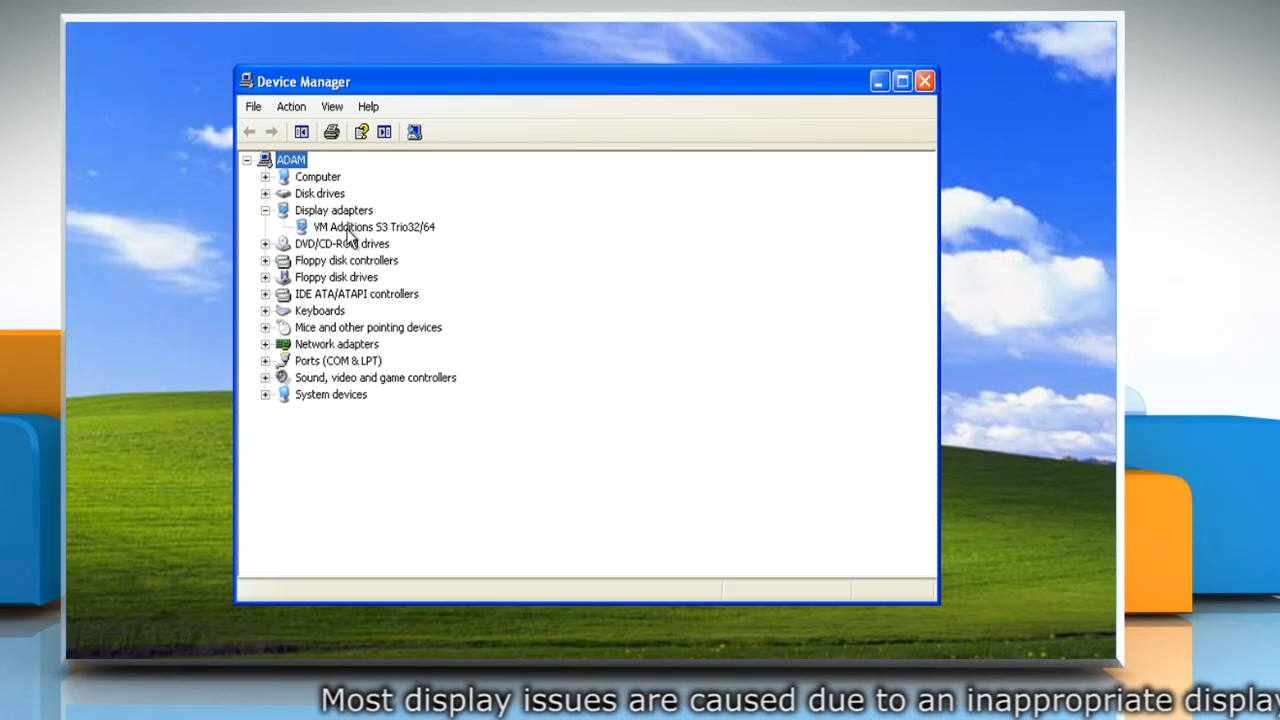 Device Manager
File Action View Help
ADAM
Computer
Disk drives
Display adapters
VM Additions S3 Trio32/64
DVD/CD-ROM drives
Floppy disk controllers
Floppy disk drives
IDE ATA/ATAPI controllers
Keyboards
Mice and other pointing devices
Network adapters
Ports (COM & LPT)
Sound, video and game controllers
System devices
Most display issues are caused due to an inappropriate display